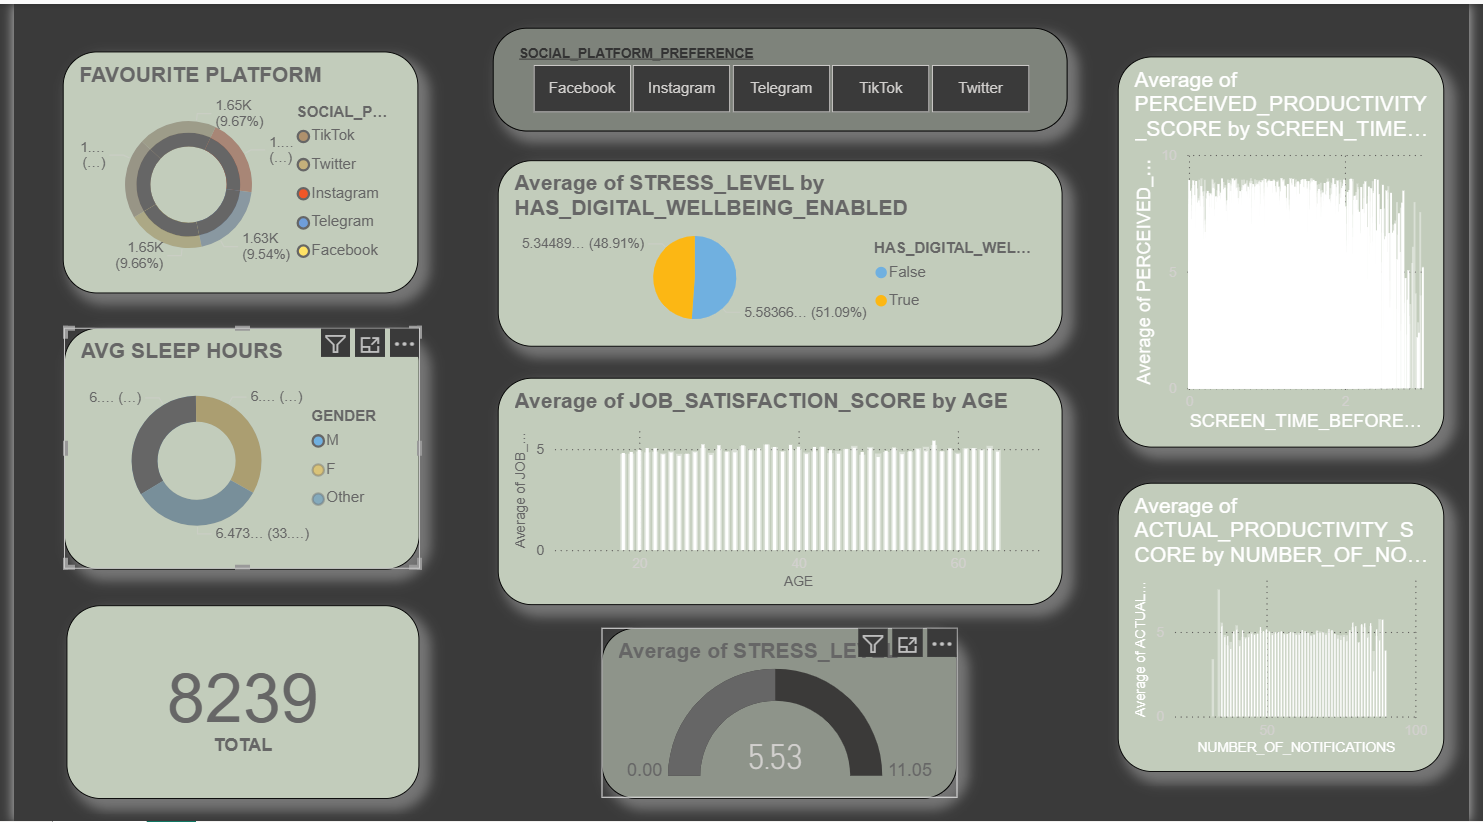 FAVOURITE PLATFORM
1.65K
(9.67%)
1....
(...)
1....
(...)
1.65K
(9.66%)
1.63K
(9.54%)
SOCIAL_P...
TikTok
Twitter
Instagram
Telegram
Facebook
AVG SLEEP HOURS
6.... (...)
6.... (...)
6.473... (33....)
GENDER
M
F
Other
8239
TOTAL
SOCIAL_PLATFORM_PREFERENCE
Facebook
Instagram
Telegram
TikTok
Twitter
Average of STRESS_LEVEL by
HAS_DIGITAL_WELLBEING_ENABLED
5.34489... (48.91%)
5.58366... (51.09%)
HAS_DIGITAL_WEL...
False
True
Average of JOB_SATISFACTION_SCORE by AGE
Average of JOB_...
5
0
20
40
60
AGE
0.00
5.53
11.05
Average of
PERCEIVED_PRODUCTIVITY
_SCORE by SCREEN_TIME...
Average of PERCEIVED_...
10
5
0
0
2
SCREEN_TIME_BEFORE...
Average of
ACTUAL_PRODUCTIVITY_S
CORE by NUMBER_OF_NO...
Average of ACTUAL...
5
0
50
100
NUMBER_OF_NOTIFICATIONS